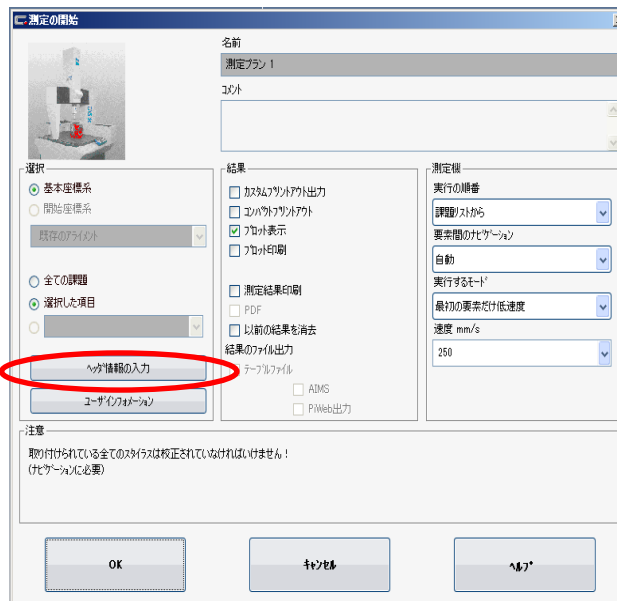 測定の開始
名前
測定プラン 1
コメント
選択
基本座標系
開始座標系
既存のアライメント
全ての課題
選択した項目
ヘッダ情報の入力
ユーザインフォメーション
結果
カスタムプリントアウト出力
コンパクトプリントアウト
プロット表示
プロット印刷
測定結果印刷
PDF
以前の結果を消去
結果のファイル出力
テーブルファイル
AIMS
PiWeb出力
測定機
実行の順番
課題リストから
要素間のナビゲーション
自動
実行するモード
最初の要素だけ低速度
速度 mm/s
250
注意
取り付けられている全てのスタイラスは校正されていなければいけません！
(ナビゲーションに必要)
OK
キャンセル
ヘルプ